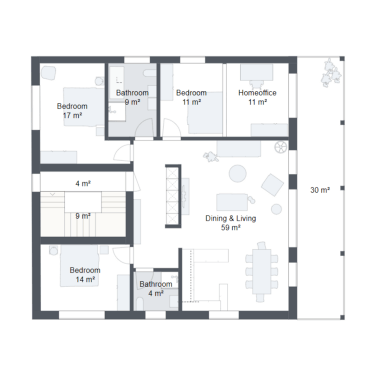 Bathroom
9 m²
Bedroom
11 m²
Homeoffice
11 m²
Bedroom
17 m²
4 m²
30 m²
9 m²
Dining & Living
59 m²
Bedroom
14 m²
Bathroom
4 m²